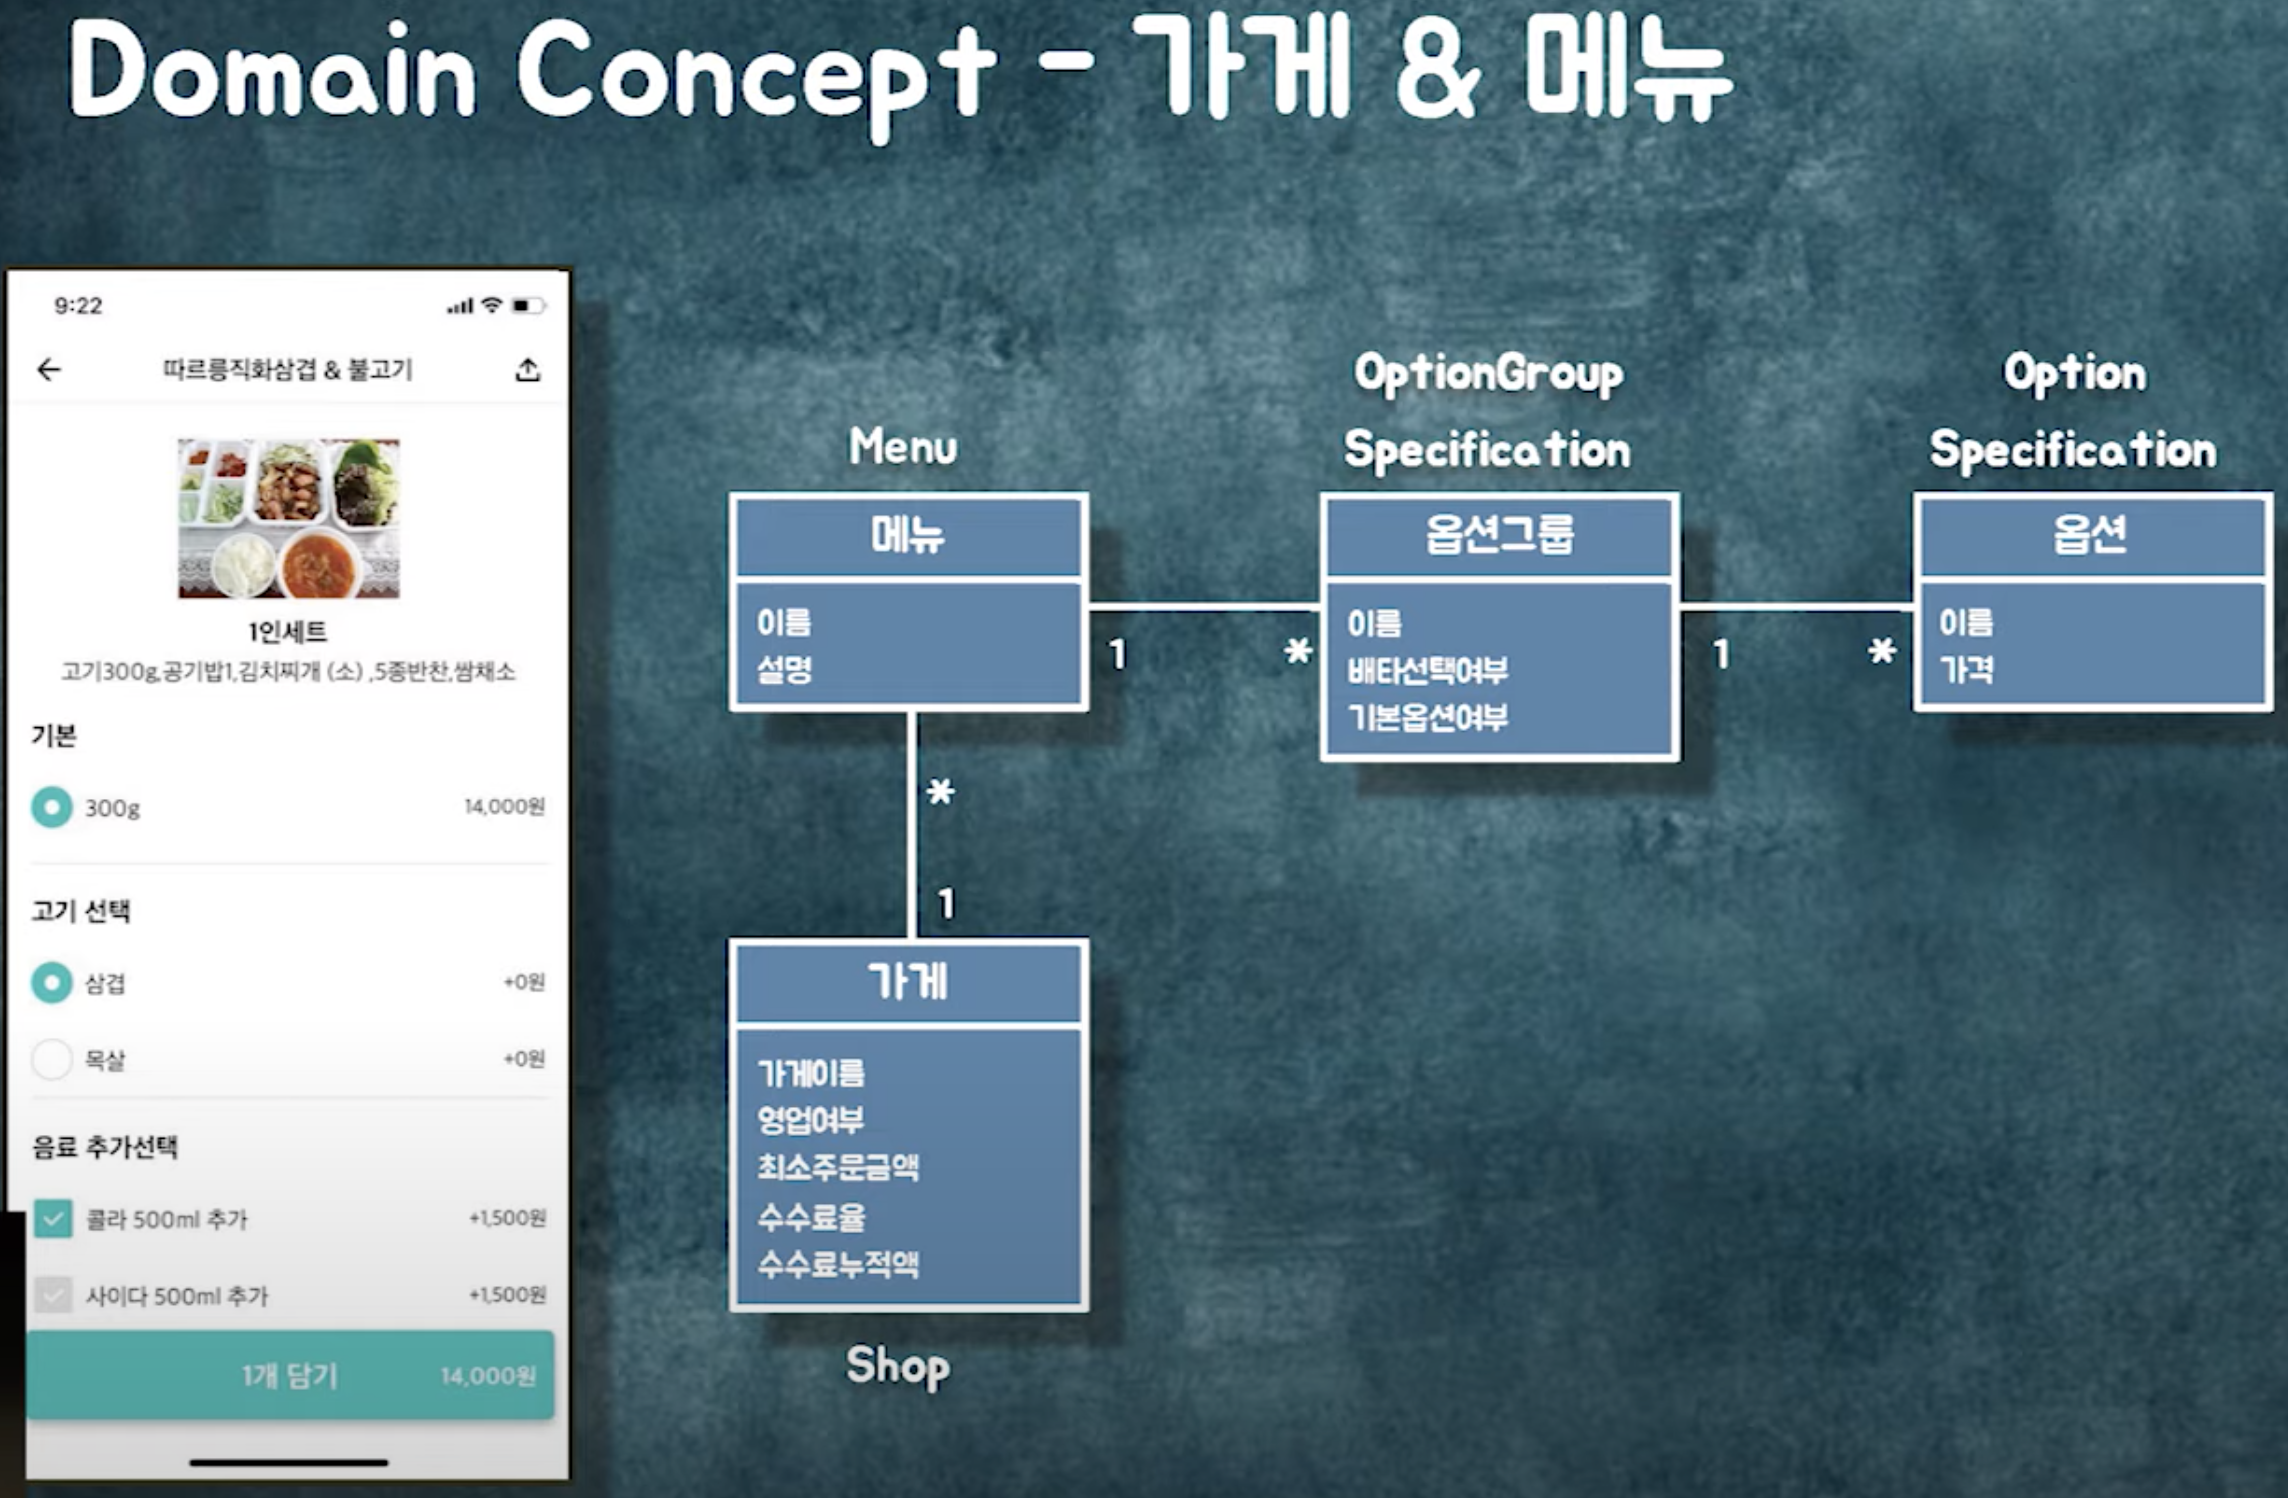 Domain Concept - 가게 & 메뉴
9:22
따르릉직화삼겹 & 불고기
1인세트
고기300g,공기밥1,김치찌개 (소) ,5종반찬,쌈채소
기본
300g 14,000원
고기 선택
삼겹 +0원
목살 +0원
음료 추가선택
콜라 500ml 추가 +1,500원
사이다 500ml 추가 +1,500원
1개 담기 14,000원
Menu
메뉴
이름
설명
1
*
OptionGroup
Specification
옵션그룹
이름
배타선택여부
기본옵션여부
1
*
Option
Specification
옵션
이름
가격
*
1
가게
가게이름
영업여부
최소주문금액
수수료율
수수료누적액
Shop